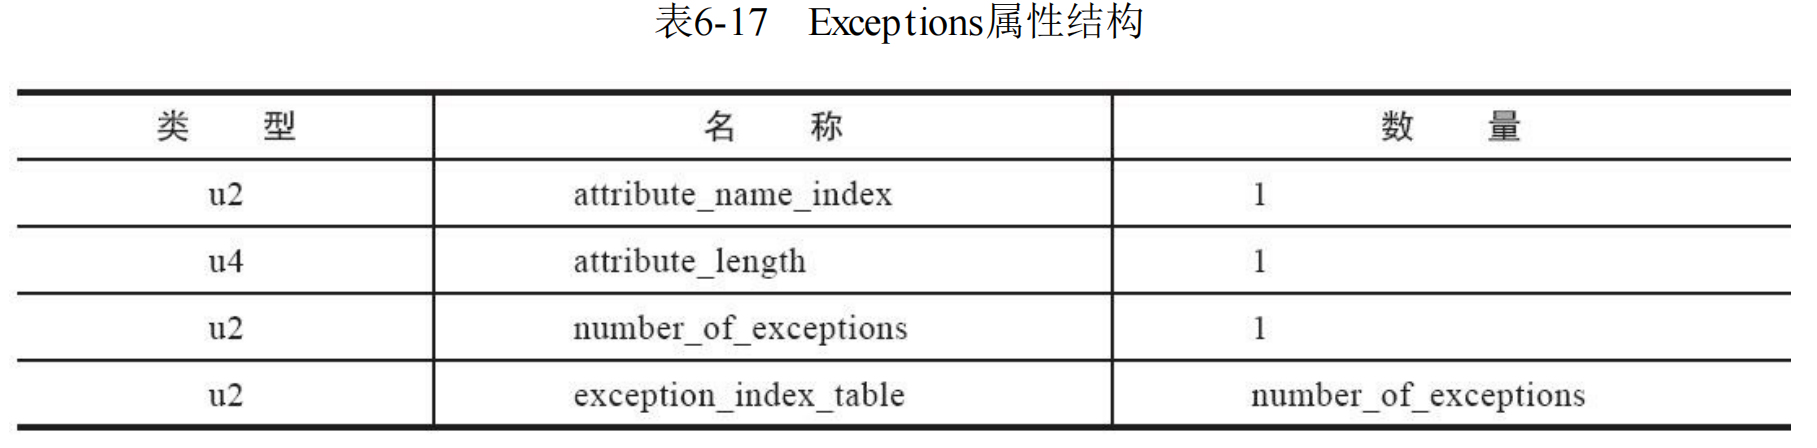 表6-17 Exceptions属性结构
类 型 名 称 数 量
u2 attribute_name_index 1
u4 attribute_length 1
u2 number_of_exceptions 1
u2 exception_index_table number_of_exceptions